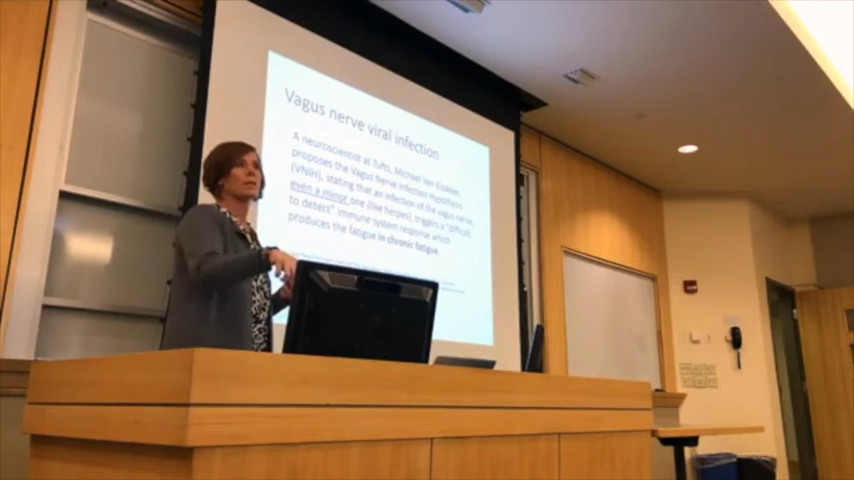 Vagus nerve viral infection
A neuroscientist at Tufts, Michael Van Elzakker,
proposes the Vagus Nerve Infection Hypothesis
(VNIH), stating that an infection of the vagus nerve,
even a minor one (like herpes), triggers a "difficult
to detect" immune system response which
produces the fatigue in chronic fatigue.